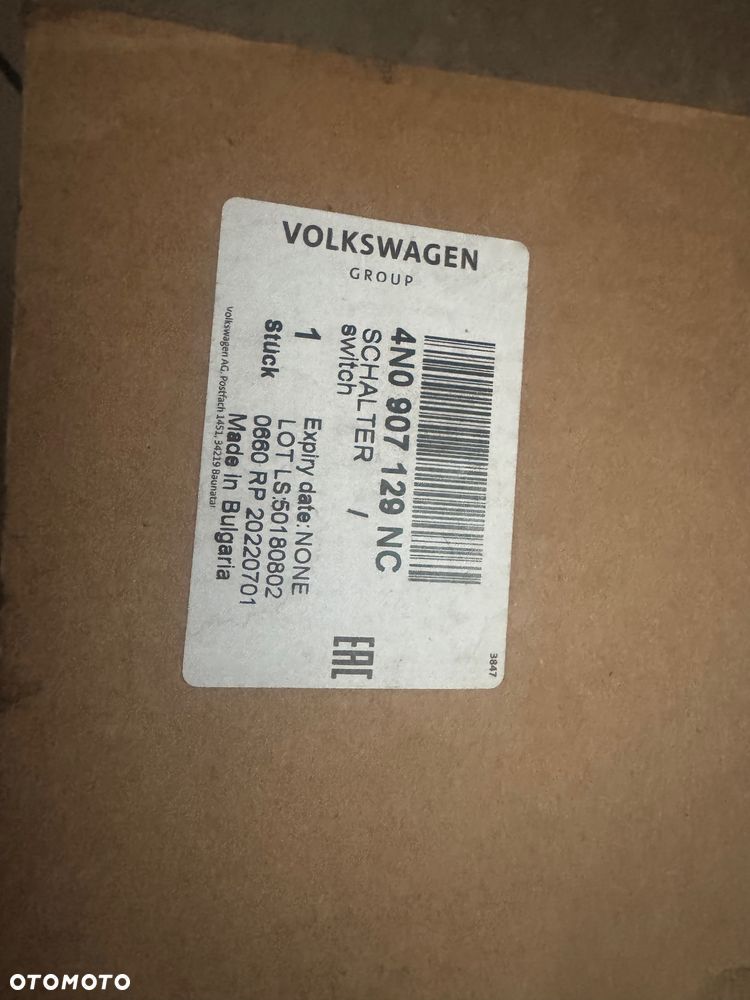 VOLKSWAGEN
GROUP
4N0 907 129 NC
SCHALTER /
switch
1
Stück
Expiry date: NONE
LOT LS:50180802
0660 RP 20220701
Made in Bulgaria
Volkswagen AG, Postfach 1451, 34219 Baunatal
EAC
3847
OTOMOTO